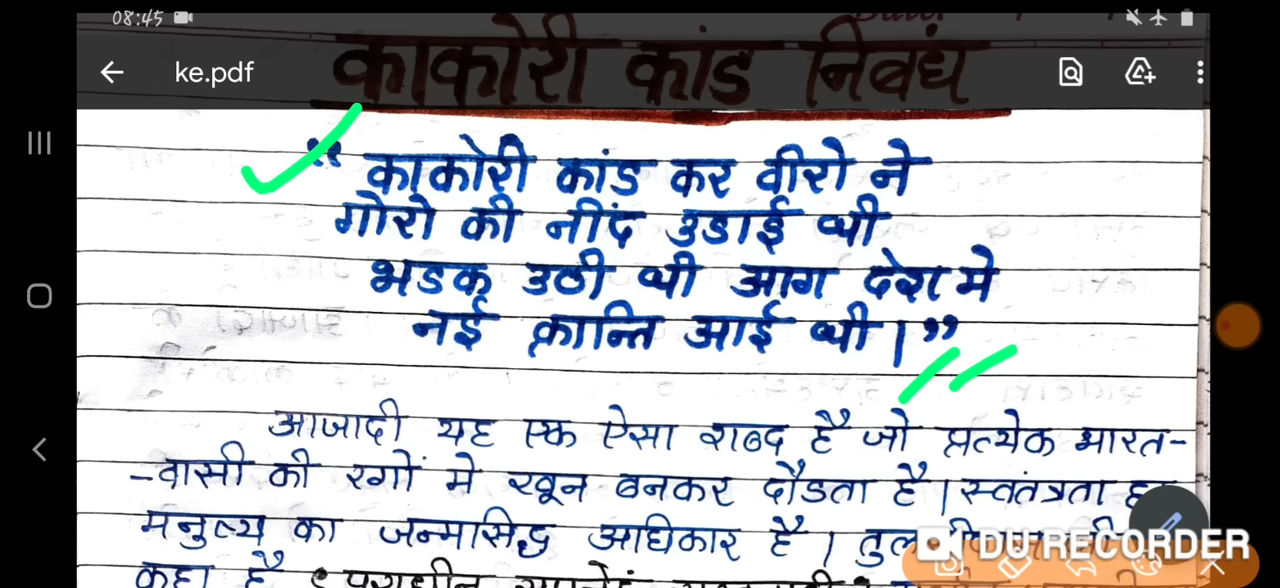 08:45
ke.pdf
काकोरी कांड निबंध
“ काकोरी कांड कर वीरो ने
गोरो की नींद उडाई थी
भडक उठी थी आग देश मे
नई क्रान्ति आई थी।”
आजादी यह एक ऐसा शब्द है जो प्रत्येक भारत-
-वासी की रगों मे खून बनकर दौडता है। स्वतंत्रता
मनुष्य का जन्मसिद्ध अधिकार है।
DU RECORDER
कहा है